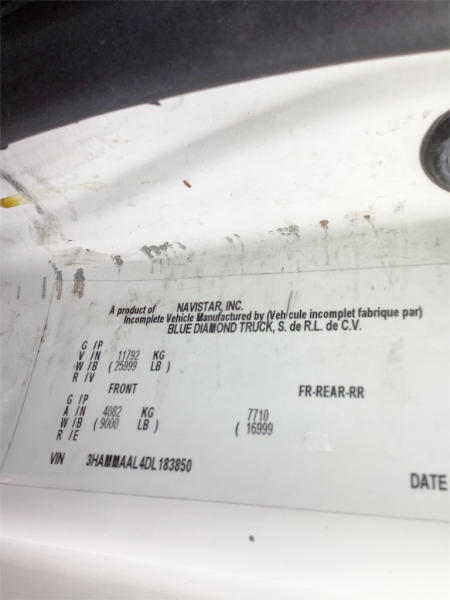 A product of NAVISTAR, INC.
Incomplete Vehicle Manufactured by (Vehicule incomplet fabrique par)
BLUE DIAMOND TRUCK, S. de R.L. de C.V.
G /P
V /N 11792 KG
W /B ( 25999 LB )
R /V
FRONT FR-REAR-RR
G /P
A /N 4082 KG 7710
W /B ( 9000 LB ) ( 16999
R /E
VIN 3HAMMAAL4DL183850
DATE